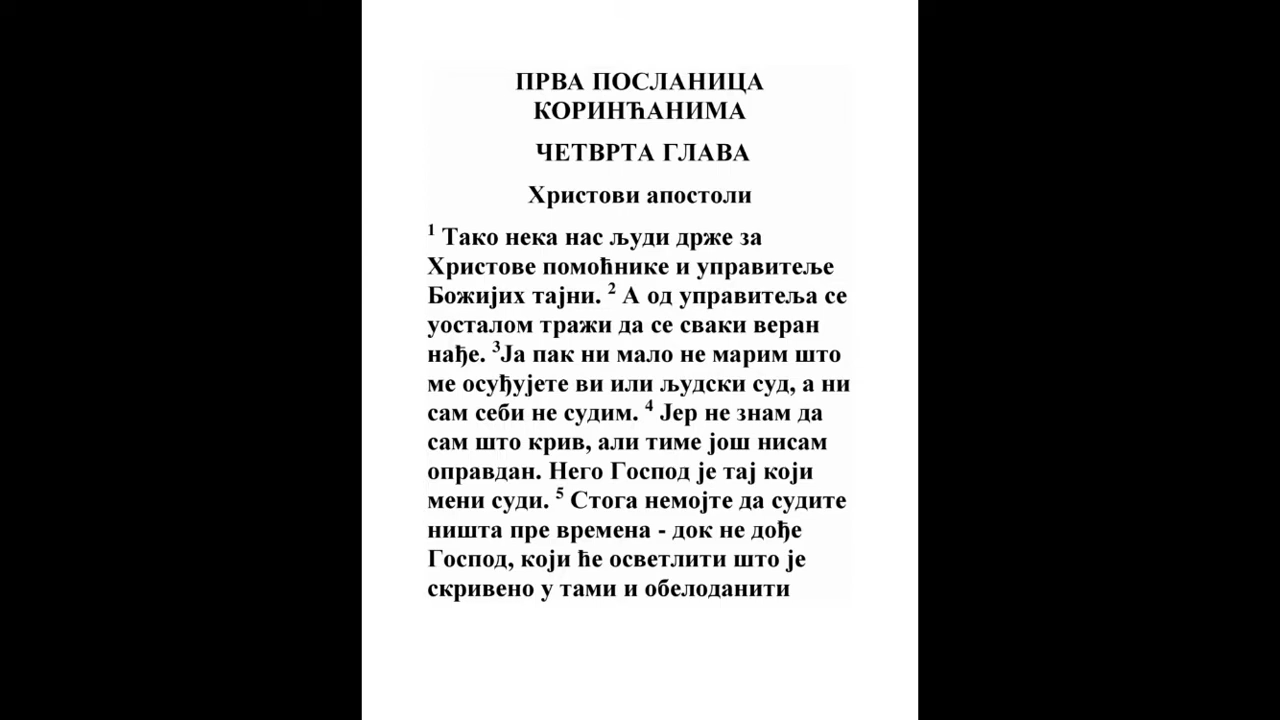 ПРВА ПОСЛАНИЦА
КОРИНЋАНИМА
ЧЕТВРТА ГЛАВА
Христови апостоли
¹ Тако нека нас људи држе за
Христове помоћнике и управитеље
Божијих тајни. ² А од управитеља се
уосталом тражи да се сваки веран
нађе. ³Ја пак ни мало не марим што
ме осуђујете ви или људски суд, а ни
сам себи не судим. ⁴ Јер не знам да
сам што крив, али тиме још нисам
оправдан. Него Господ је тај који
мени суди. ⁵ Стога немојте да судите
ништа пре времена - док не дође
Господ, који ће осветлити што је
скривено у тами и обелоданити